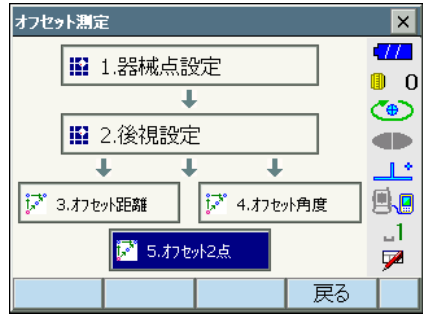 オフセット測定
1.器械点設定
0
2.後視設定
3.オフセット距離
4.オフセット角度
1
5.オフセット2点
戻る